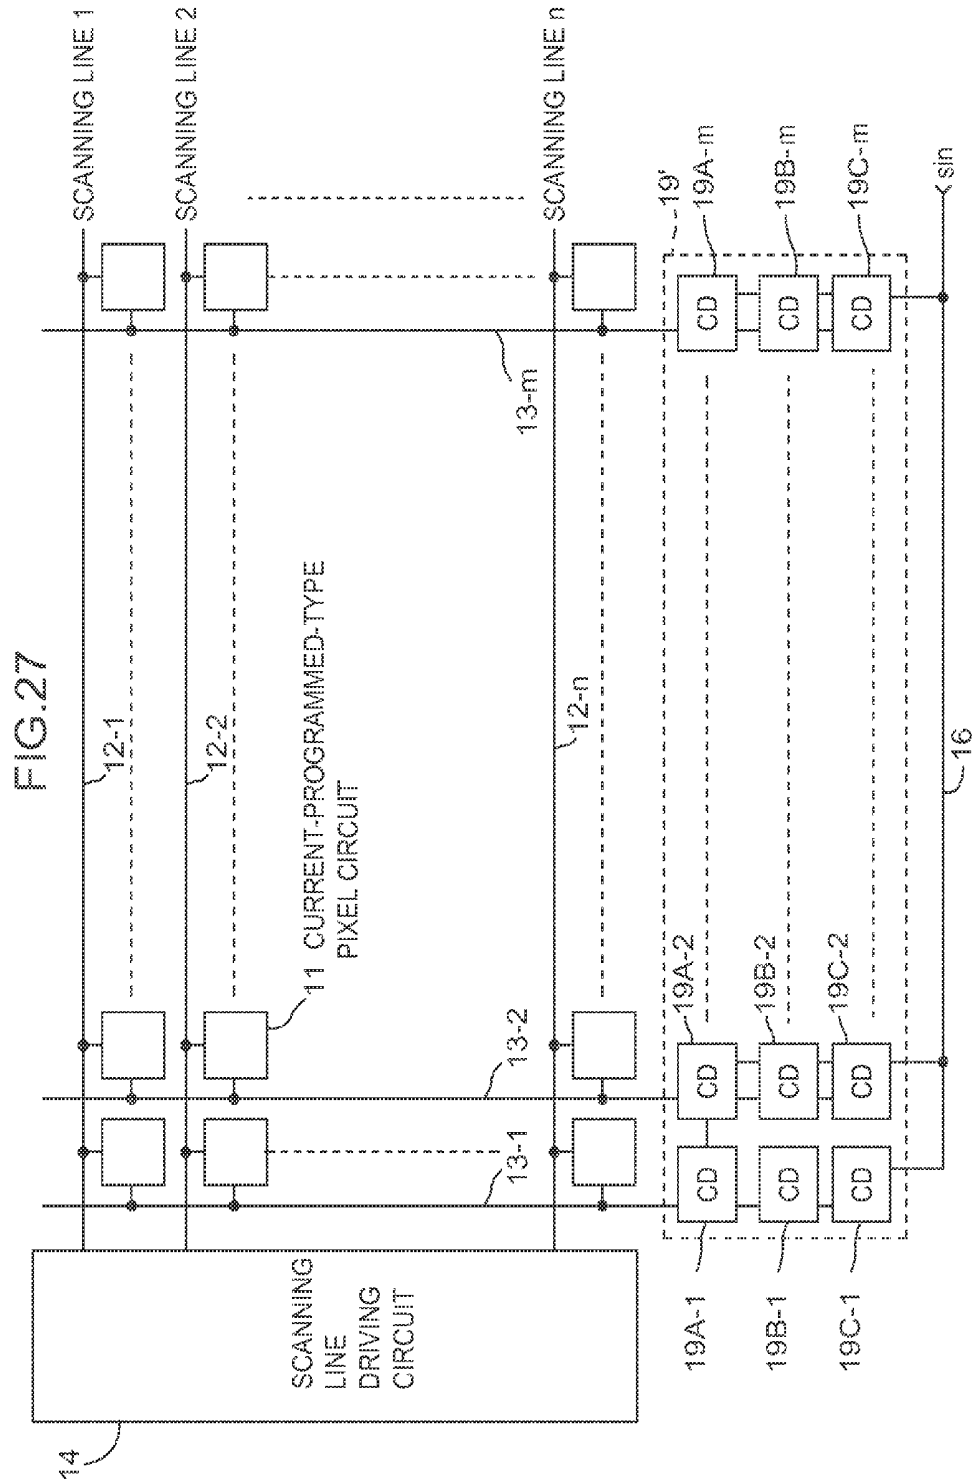 FIG.27
SCANNING LINE 1
SCANNING LINE 2
SCANNING LINE n
12-1
12-2
12-n
11 CURRENT-PROGRAMMED-TYPE
PIXEL CIRCUIT
13-1
13-2
13-m
14
SCANNING
LINE
DRIVING
CIRCUIT
19'
19A-1
19B-1
19C-1
19A-2
19B-2
19C-2
19A-m
19B-m
19C-m
CD
CD
CD
CD
CD
CD
CD
CD
CD
16
sin